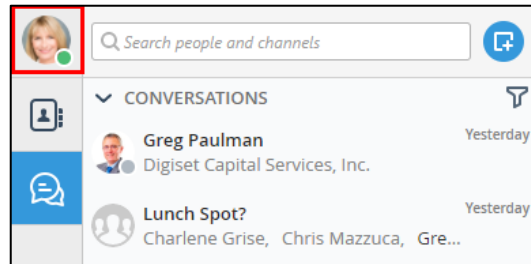 Search people and channels
CONVERSATIONS
Greg Paulman
Yesterday
Digiset Capital Services, Inc.
Lunch Spot?
Yesterday
Charlene Grise, Chris Mazzuca, Gre...